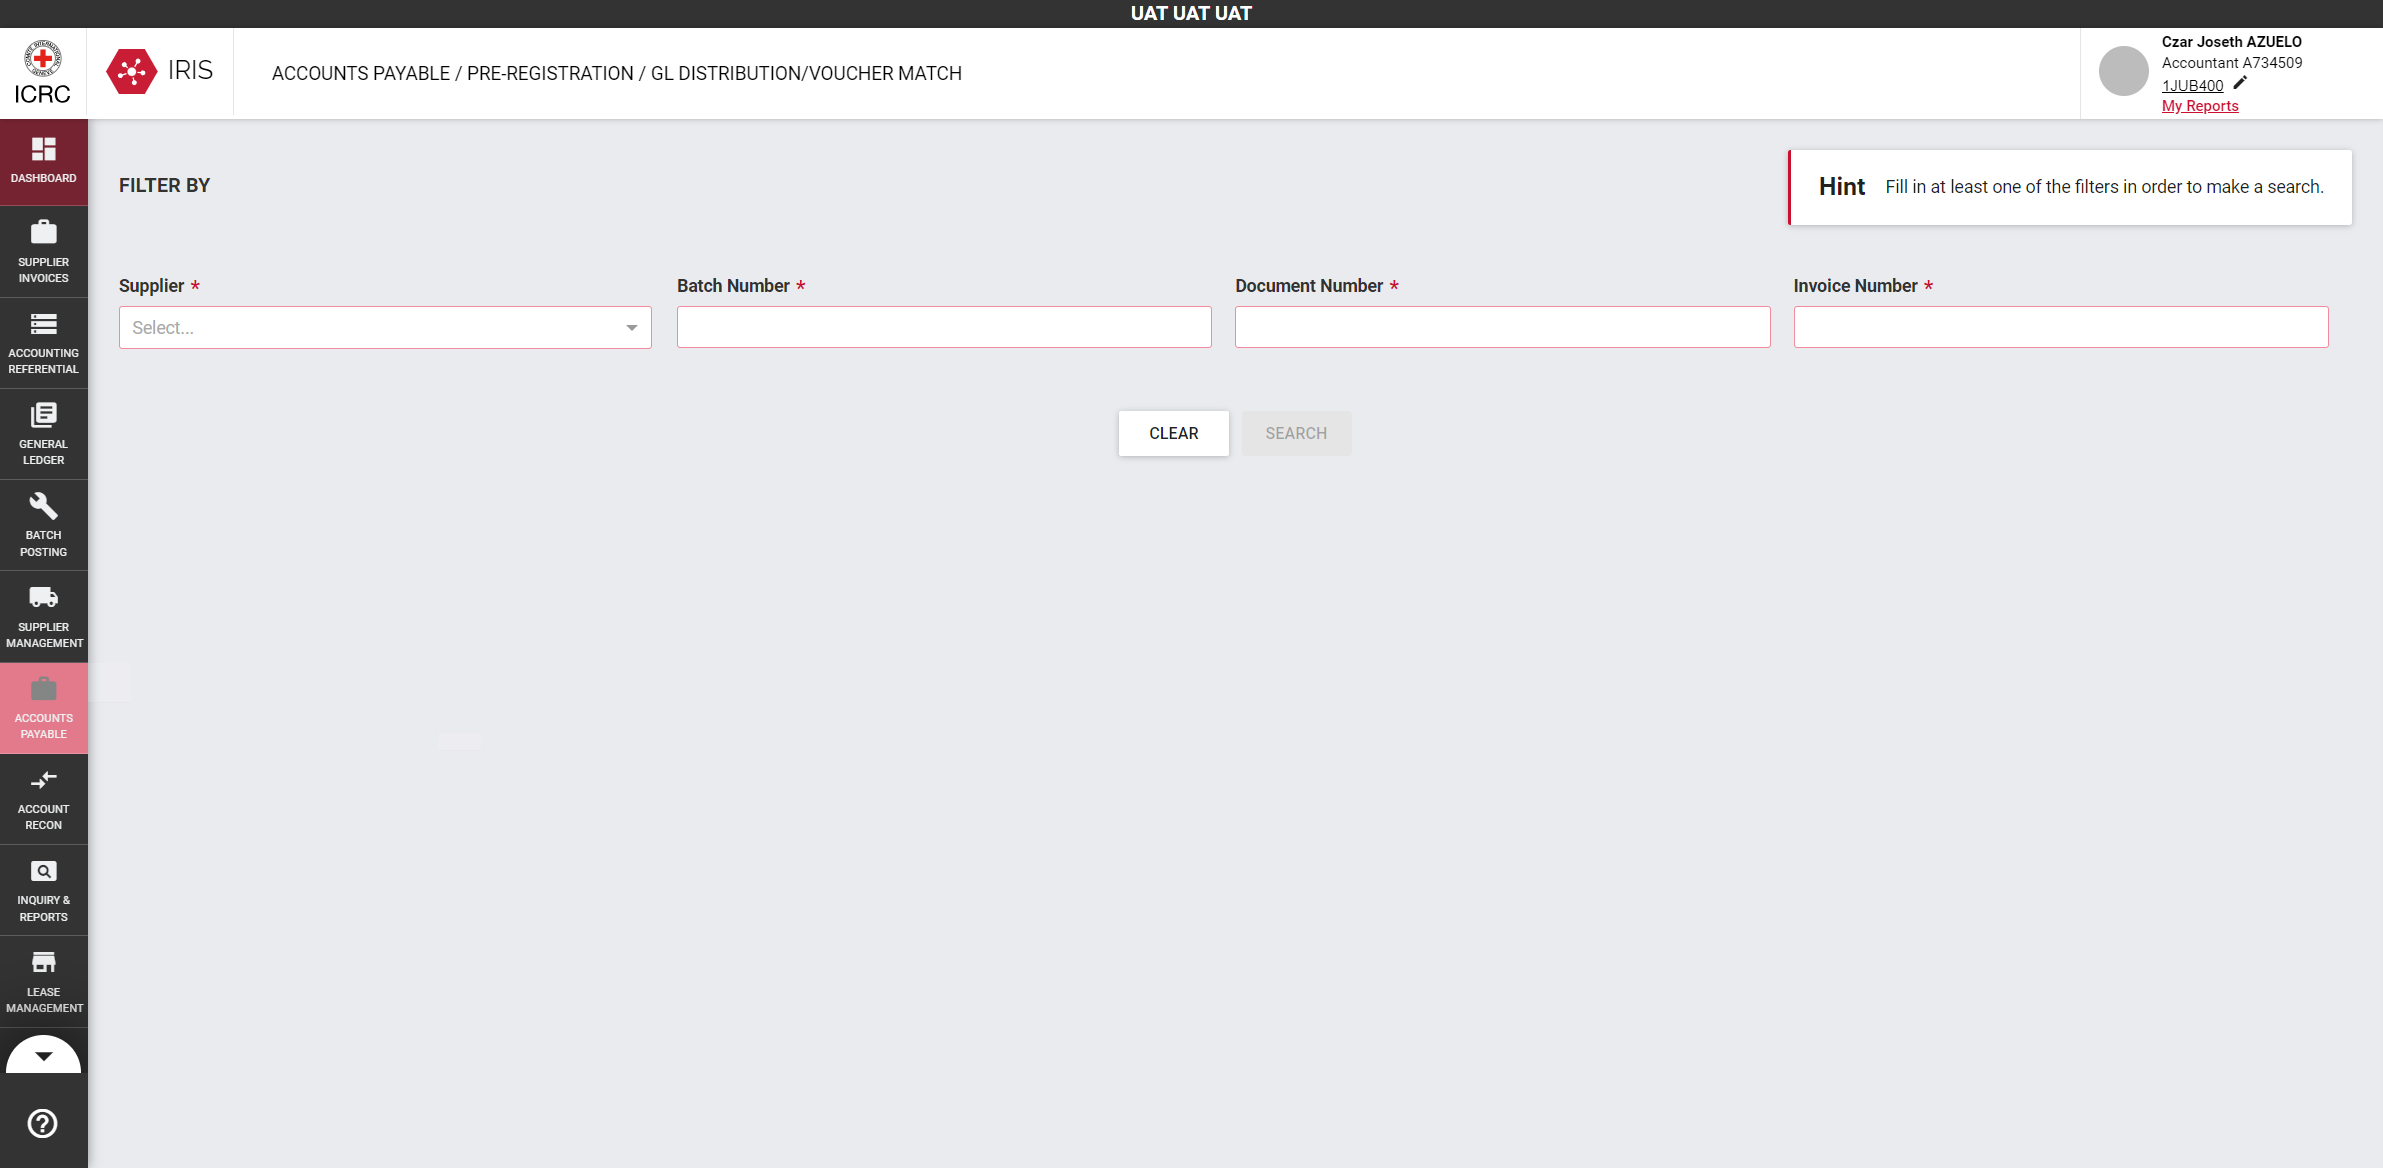 UAT UAT UAT
ICRC
IRIS
ACCOUNTS PAYABLE / PRE-REGISTRATION / GL DISTRIBUTION/VOUCHER MATCH
Czar Joseth AZUELO
Accountant A734509
1JUB400
My Reports
DASHBOARD
SUPPLIER
INVOICES
ACCOUNTING
REFERENTIAL
GENERAL
LEDGER
BATCH
POSTING
SUPPLIER
MANAGEMENT
ACCOUNTS
PAYABLE
ACCOUNT
RECON
INQUIRY &
REPORTS
LEASE
MANAGEMENT
FILTER BY
Hint Fill in at least one of the filters in order to make a search.
Supplier * Batch Number * Document Number * Invoice Number *
Select...
CLEAR SEARCH